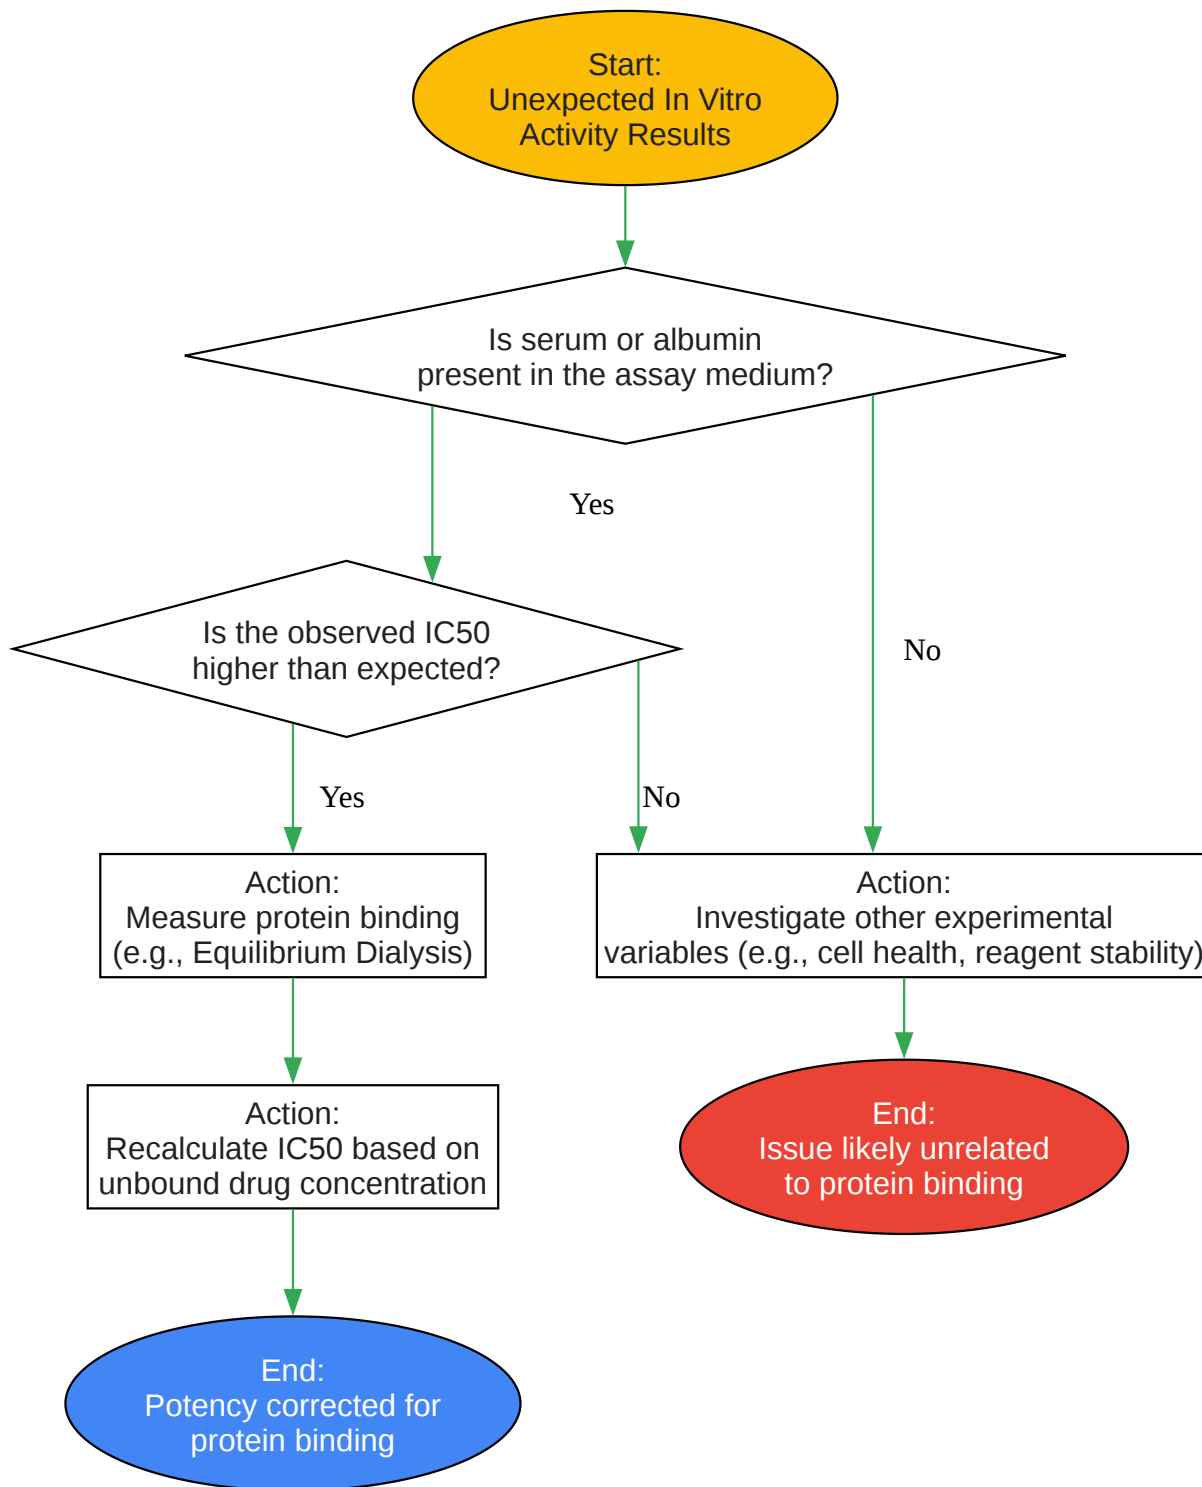 Start:
Unexpected In Vitro
Activity Results
Is serum or albumin
present in the assay medium?
Yes
No
Is the observed IC50
higher than expected?
Yes
No
Action:
Measure protein binding
(e.g., Equilibrium Dialysis)
Action:
Investigate other experimental
variables (e.g., cell health, reagent stability)
Action:
Recalculate IC50 based on
unbound drug concentration
End:
Issue likely unrelated
to protein binding
End:
Potency corrected for
protein binding